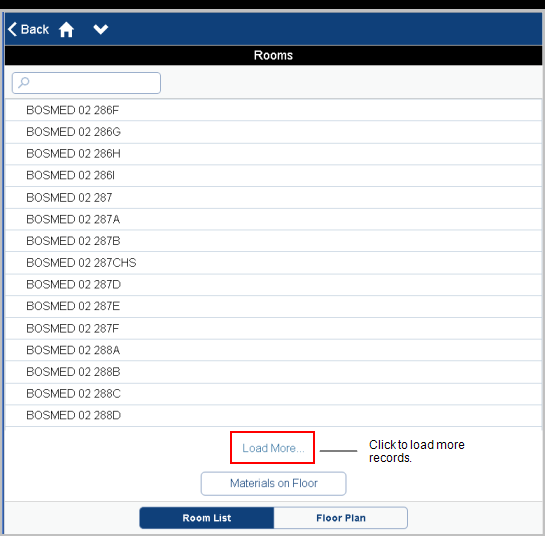 Back
Rooms
BOSMED 02 286F
BOSMED 02 286G
BOSMED 02 286H
BOSMED 02 286I
BOSMED 02 287
BOSMED 02 287A
BOSMED 02 287B
BOSMED 02 287CHS
BOSMED 02 287D
BOSMED 02 287E
BOSMED 02 287F
BOSMED 02 288A
BOSMED 02 288B
BOSMED 02 288C
BOSMED 02 288D
Load More...
Click to load more
records.
Materials on Floor
Room List
Floor Plan